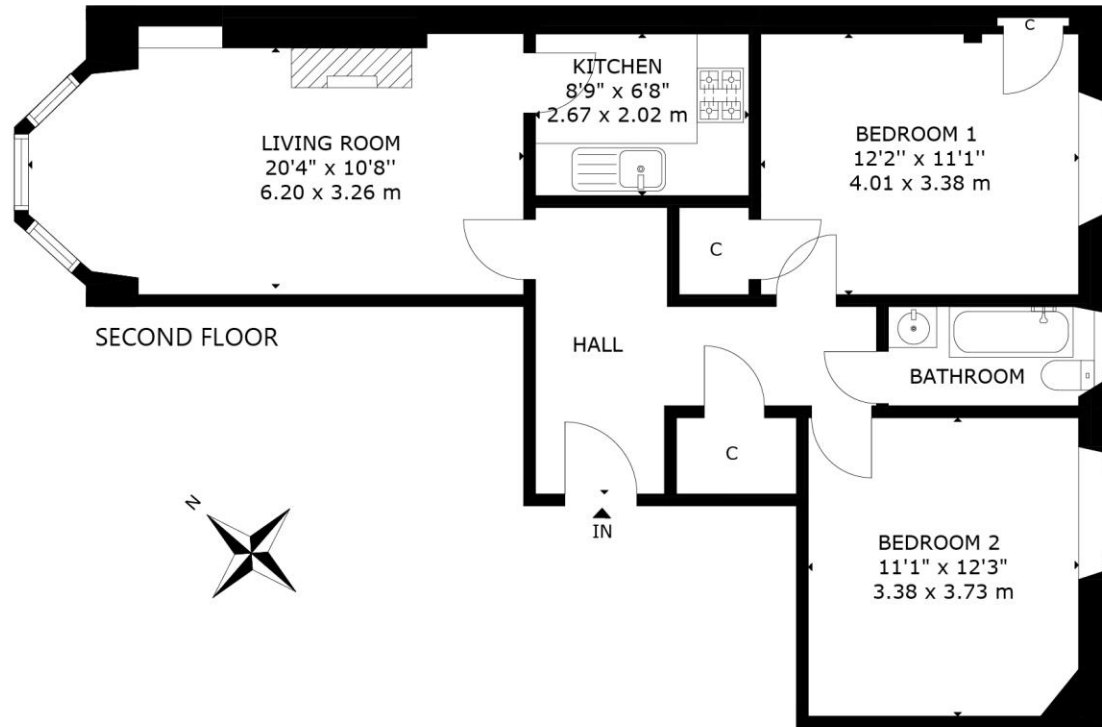 C
KITCHEN
8'9" x 6'8"
2.67 x 2.02 m
LIVING ROOM
20'4" x 10'8"
6.20 x 3.26 m
BEDROOM 1
12'2" x 11'1"
4.01 x 3.38 m
C
SECOND FLOOR
HALL
BATHROOM
C
N
IN
BEDROOM 2
11'1" x 12'3"
3.38 x 3.73 m